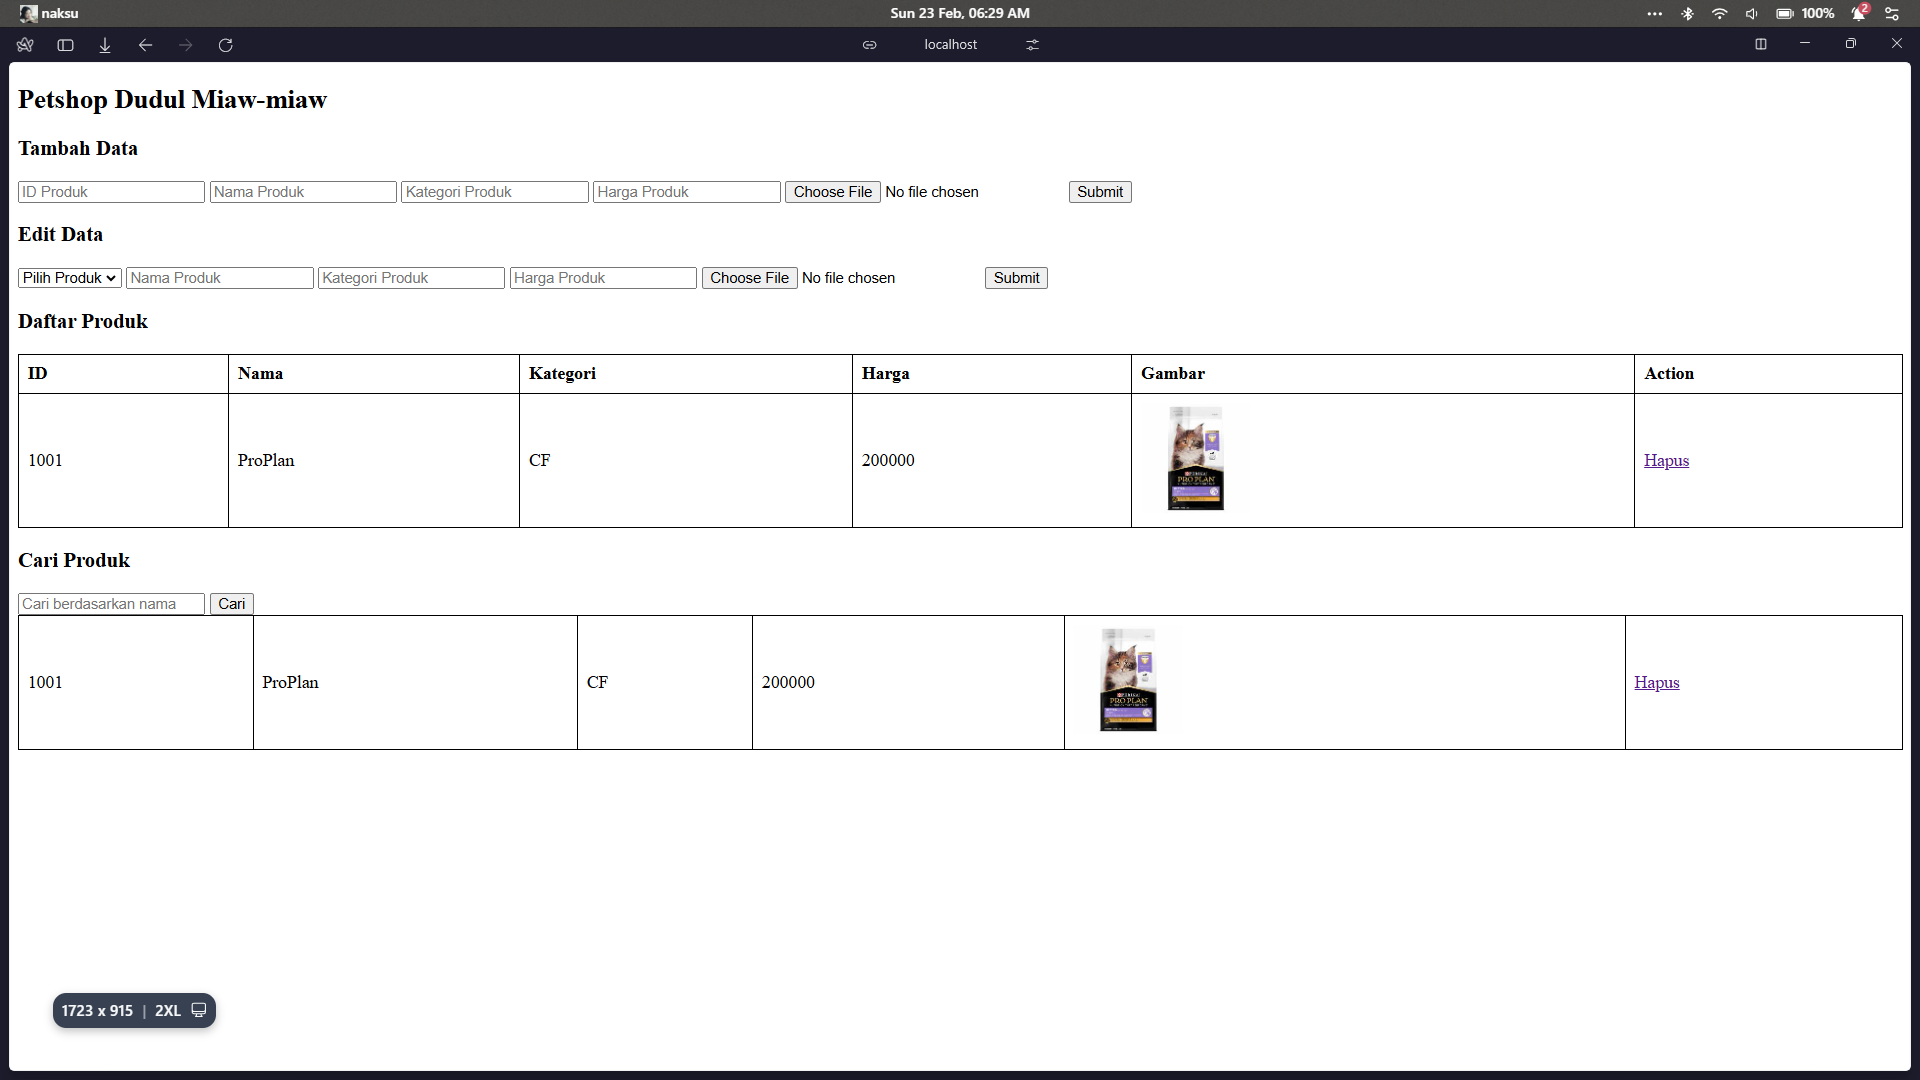 naksu Sun 23 Feb, 06:29 AM 100% 2
localhost
Petshop Dudul Miaw-miaw
Tambah Data
ID Produk Nama Produk Kategori Produk Harga Produk Choose File No file chosen Submit
Edit Data
Pilih Produk Nama Produk Kategori Produk Harga Produk Choose File No file chosen Submit
Daftar Produk
ID Nama Kategori Harga Gambar Action
1001 ProPlan CF 200000 PRO PLAN Hapus
Cari Produk
Cari berdasarkan nama Cari
1001 ProPlan CF 200000 PRO PLAN Hapus
1723 x 915 | 2XL